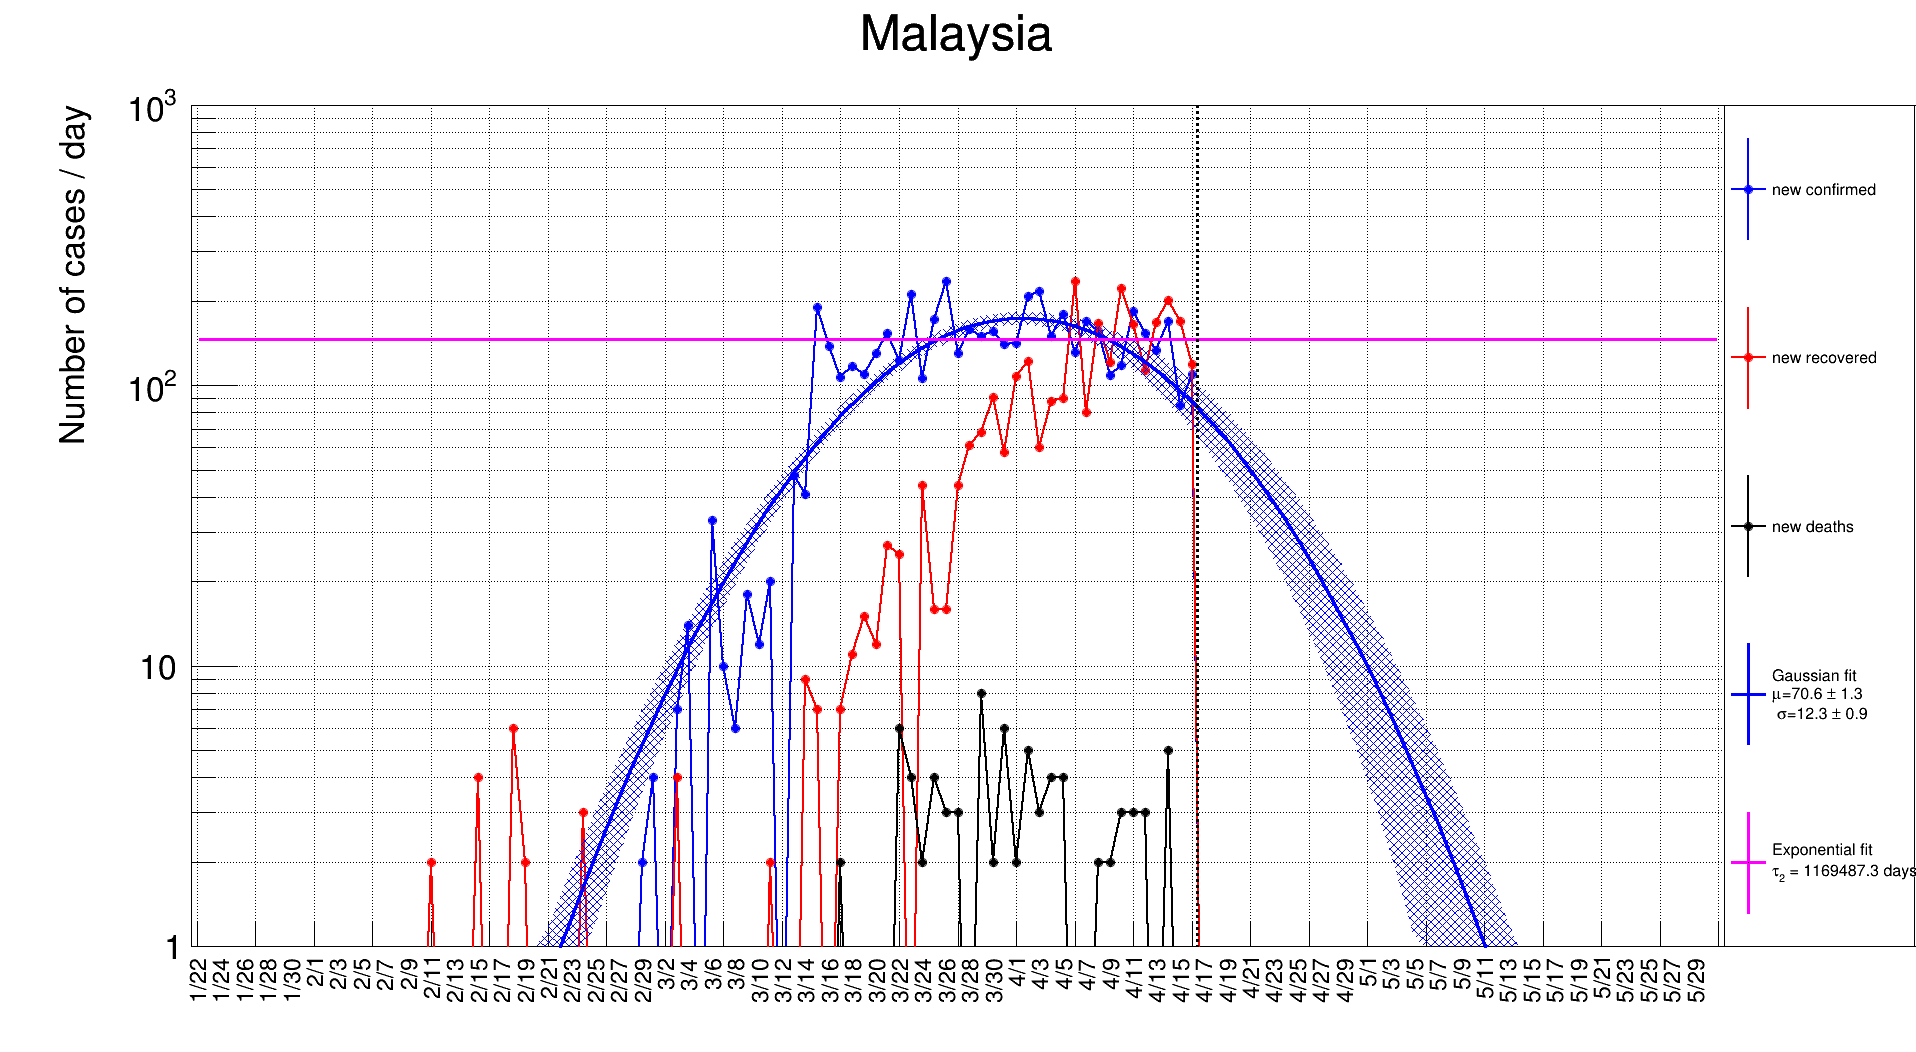 Malaysia
Number of cases / day
10³
10²
10
1
1/22 1/24 1/26 1/28 1/30 2/1 2/3 2/5 2/7 2/9 2/11 2/13 2/15 2/17 2/19 2/21 2/23 2/25 2/27 2/29 3/2 3/4 3/6 3/8 3/10 3/12 3/14 3/16 3/18 3/20 3/22 3/24 3/26 3/28 3/30 4/1 4/3 4/5 4/7 4/9 4/11 4/13 4/15 4/17 4/19 4/21 4/23 4/25 4/27 4/29 5/1 5/3 5/5 5/7 5/9 5/11 5/13 5/15 5/17 5/19 5/21 5/23 5/25 5/27 5/29
new confirmed
new recovered
new deaths
Gaussian fit
μ=70.6 ± 1.3
σ=12.3 ± 0.9
Exponential fit
τ₂ = 1169487.3 days